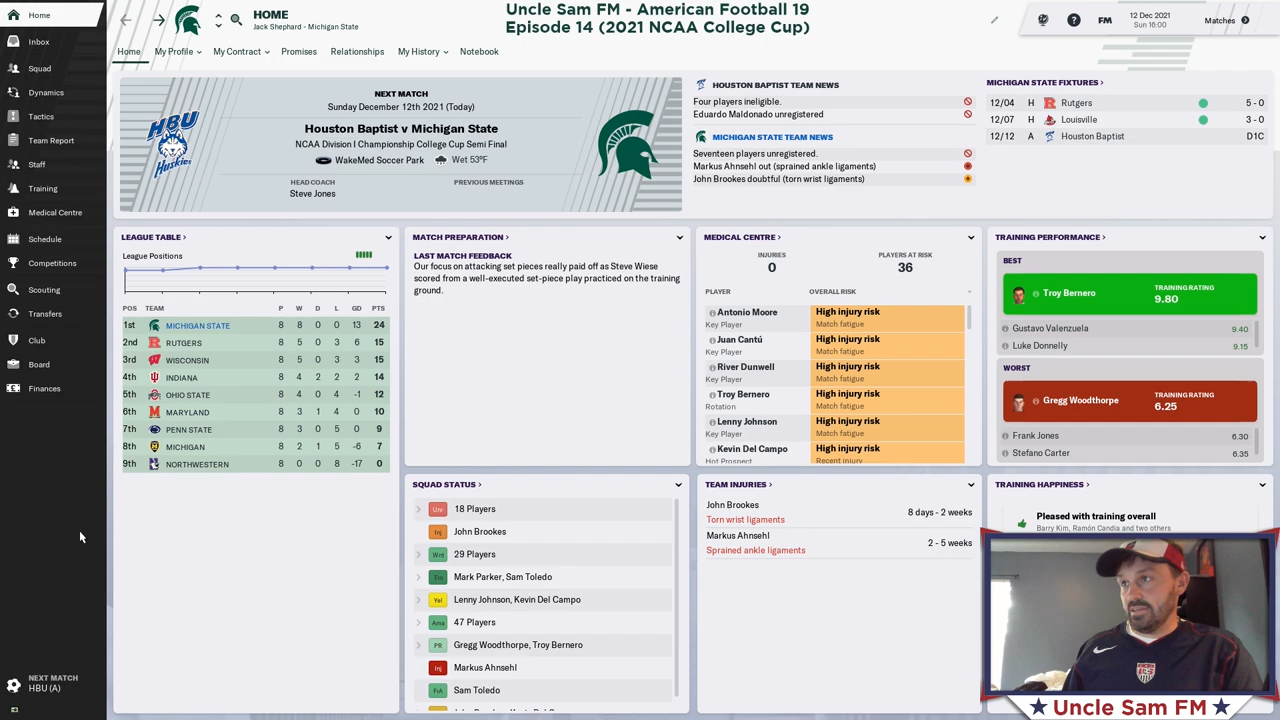 Home
HOME
Jack Shephard - Michigan State
Uncle Sam FM - American Football 19
Episode 14 (2021 NCAA College Cup)
FM
12 Dec 2021
Sun 16:00
Matches
Home
My Profile
My Contract
Promises
Relationships
My History
Notebook
Inbox
Squad
Dynamics
Tactics
Team Report
Staff
Training
Medical Centre
Schedule
Competitions
Scouting
Transfers
Club
Board
Finances
NEXT MATCH
HBU (A)
HBU
Huskies
NEXT MATCH
Sunday December 12th 2021 (Today)
Houston Baptist v Michigan State
NCAA Division I Championship College Cup Semi Final
WakeMed Soccer Park
Wet 53°F
HEAD COACH
PREVIOUS MEETINGS
Steve Jones
HOUSTON BAPTIST TEAM NEWS
Four players ineligible.
Eduardo Maldonado unregistered
MICHIGAN STATE TEAM NEWS
Seventeen players unregistered.
Markus Ahnsehl out (sprained ankle ligaments)
John Brookes doubtful (torn wrist ligaments)
MICHIGAN STATE FIXTURES >
12/04 H Rutgers 5 - 0
12/07 H Louisville 3 - 0
12/12 A Houston Baptist D1C
LEAGUE TABLE >
League Positions
POS TEAM P W D L GD PTS
1st MICHIGAN STATE 8 8 0 0 13 24
2nd RUTGERS 8 5 0 3 6 15
3rd WISCONSIN 8 5 0 3 3 15
4th INDIANA 8 4 2 2 2 14
5th OHIO STATE 8 4 0 4 -1 12
6th MARYLAND 8 3 1 4 0 10
7th PENN STATE 8 3 0 5 0 9
8th MICHIGAN 8 2 1 5 -6 7
9th NORTHWESTERN 8 0 0 8 -17 0
MATCH PREPARATION >
LAST MATCH FEEDBACK
Our focus on attacking set pieces really paid off as Steve Wiese
scored from a well-executed set-piece play practiced on the training
ground.
MEDICAL CENTRE >
INJURIES
0
PLAYERS AT RISK
36
PLAYER
OVERALL RISK
Antonio Moore
Key Player
High injury risk
Match fatigue
Juan Cantú
Key Player
High injury risk
Match fatigue
River Dunwell
Key Player
High injury risk
Match fatigue
Troy Bernero
Rotation
High injury risk
Match fatigue
Lenny Johnson
Key Player
High injury risk
Match fatigue
Kevin Del Campo
Hot Prospect
High injury risk
Recent injury
TRAINING PERFORMANCE >
BEST
Troy Bernero
TRAINING RATING
9.80
Gustavo Valenzuela 9.40
Luke Donnelly 9.15
WORST
Gregg Woodthorpe
TRAINING RATING
6.25
Frank Jones 6.30
Stefano Carter 6.35
SQUAD STATUS >
Unr 18 Players
Inj John Brookes
Wnt 29 Players
Mark Parker, Sam Toledo
Yel Lenny Johnson, Kevin Del Campo
Ama 47 Players
PR Gregg Woodthorpe, Troy Bernero
Inj Markus Ahnsehl
FrA Sam Toledo
TEAM INJURIES >
John Brookes
Torn wrist ligaments
8 days - 2 weeks
Markus Ahnsehl
Sprained ankle ligaments
2 - 5 weeks
TRAINING HAPPINESS >
Pleased with training overall
Barry Kim, Ramón Candia and two others
Uncle Sam FM